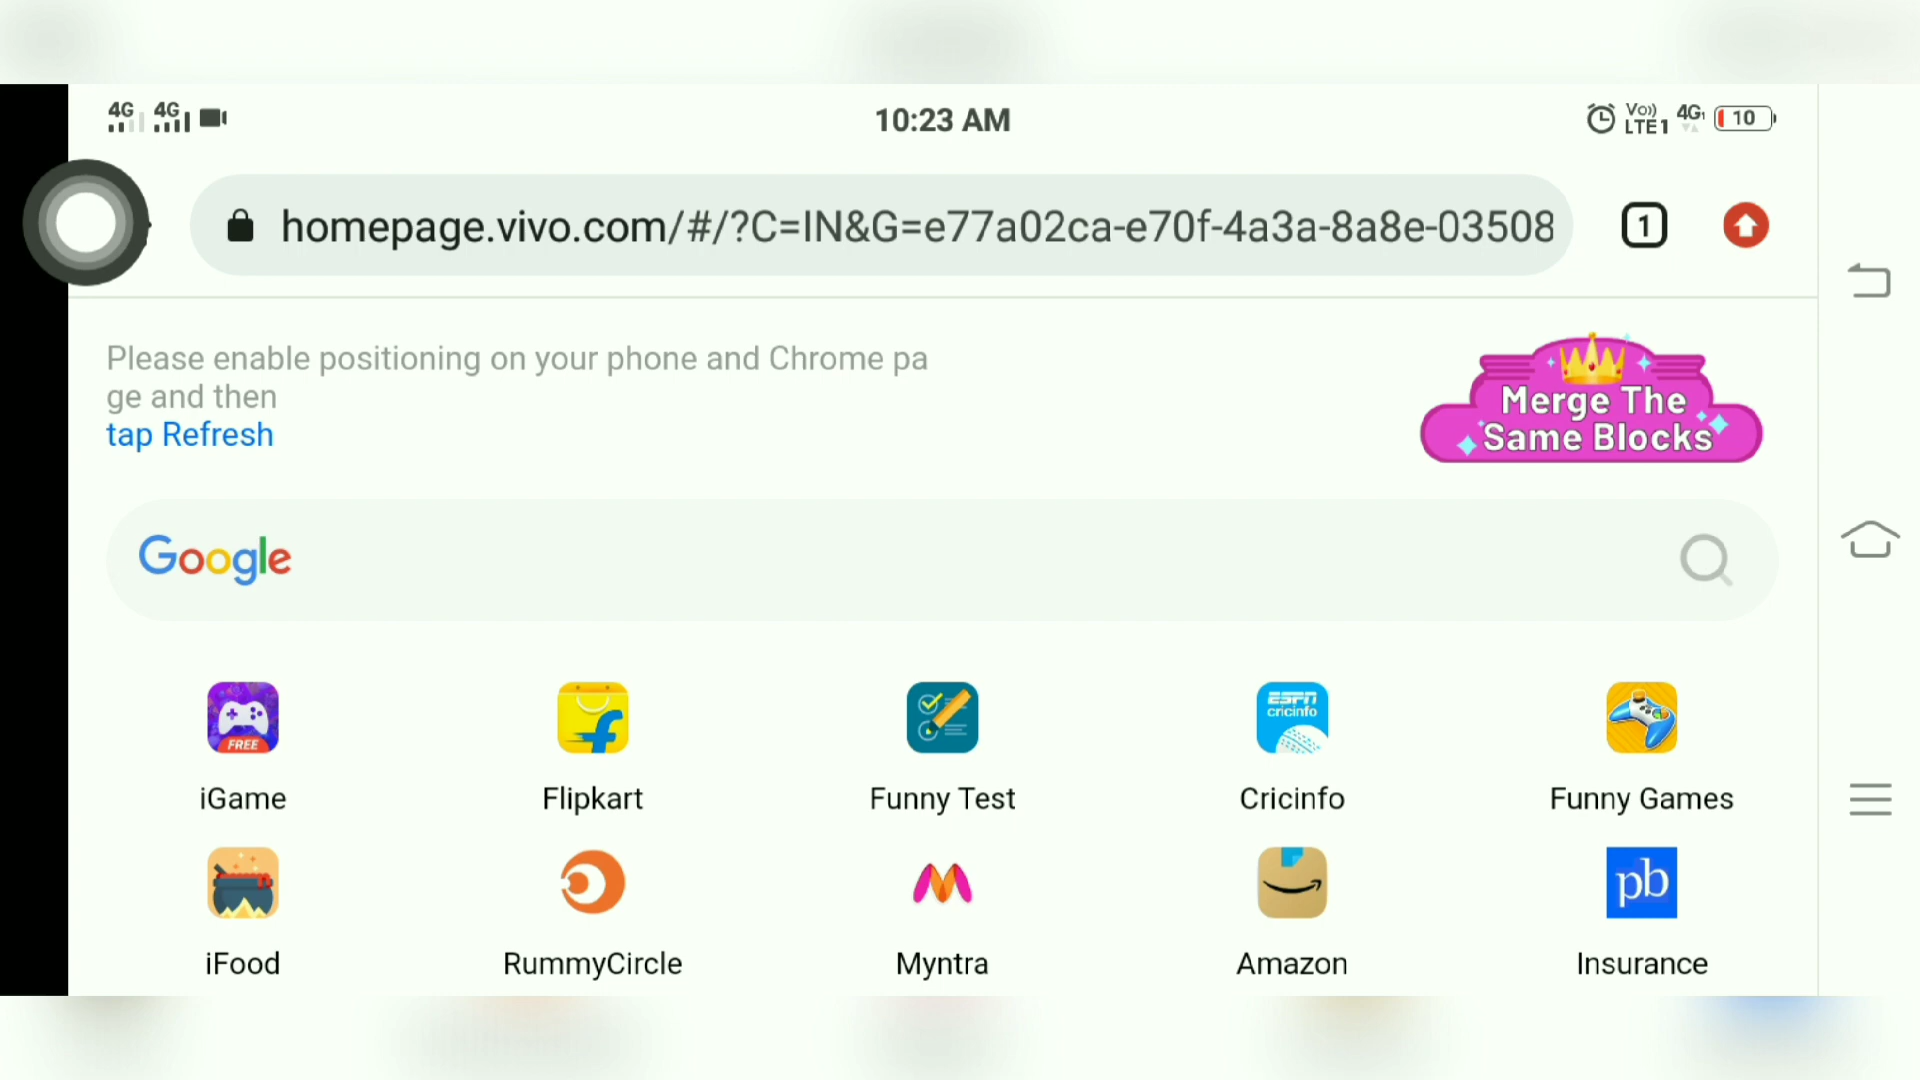 4G 4G 10:23 AM Vo)) LTE1 4G1 10
homepage.vivo.com/#/?C=IN&G=e77a02ca-e70f-4a3a-8a8e-03508 1
Please enable positioning on your phone and Chrome pa
ge and then
tap Refresh
Merge The
Same Blocks
Google
FREE
f
ESPN
cricinfo
iGame Flipkart Funny Test Cricinfo Funny Games
pb
iFood RummyCircle Myntra Amazon Insurance